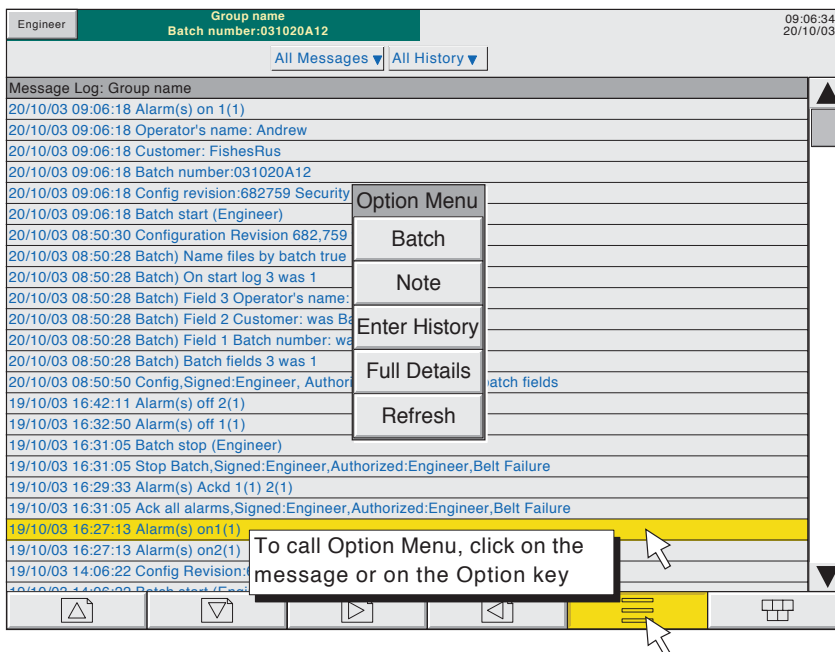 Engineer
Group name
Batch number:031020A12
09:06:34
20/10/03
All Messages
All History
Message Log: Group name
20/10/03 09:06:18 Alarm(s) on 1(1)
20/10/03 09:06:18 Operator's name: Andrew
20/10/03 09:06:18 Customer: FishesRus
20/10/03 09:06:18 Batch number:031020A12
20/10/03 09:06:18 Config revision:682759 Security
20/10/03 09:06:18 Batch start (Engineer)
20/10/03 08:50:30 Configuration Revision 682,759
20/10/03 08:50:28 Batch) Name files by batch true
20/10/03 08:50:28 Batch) On start log 3 was 1
20/10/03 08:50:28 Batch) Field 3 Operator's name:
20/10/03 08:50:28 Batch) Field 2 Customer: was Ba
20/10/03 08:50:28 Batch) Field 1 Batch number: wa
20/10/03 08:50:28 Batch) Batch fields 3 was 1
20/10/03 08:50:50 Config,Signed:Engineer, Authori atch fields
19/10/03 16:42:11 Alarm(s) off 2(1)
19/10/03 16:32:50 Alarm(s) off 1(1)
19/10/03 16:31:05 Batch stop (Engineer)
19/10/03 16:31:05 Stop Batch,Signed:Engineer,Authorized:Engineer,Belt Failure
19/10/03 16:29:33 Alarm(s) Ackd 1(1) 2(1)
19/10/03 16:31:05 Ack all alarms,Signed:Engineer,Authorized:Engineer,Belt Failure
19/10/03 16:27:13 Alarm(s) on1(1)
19/10/03 16:27:13 Alarm(s) on2(1)
19/10/03 14:06:22 Config Revision:
Option Menu
Batch
Note
Enter History
Full Details
Refresh
To call Option Menu, click on the
message or on the Option key